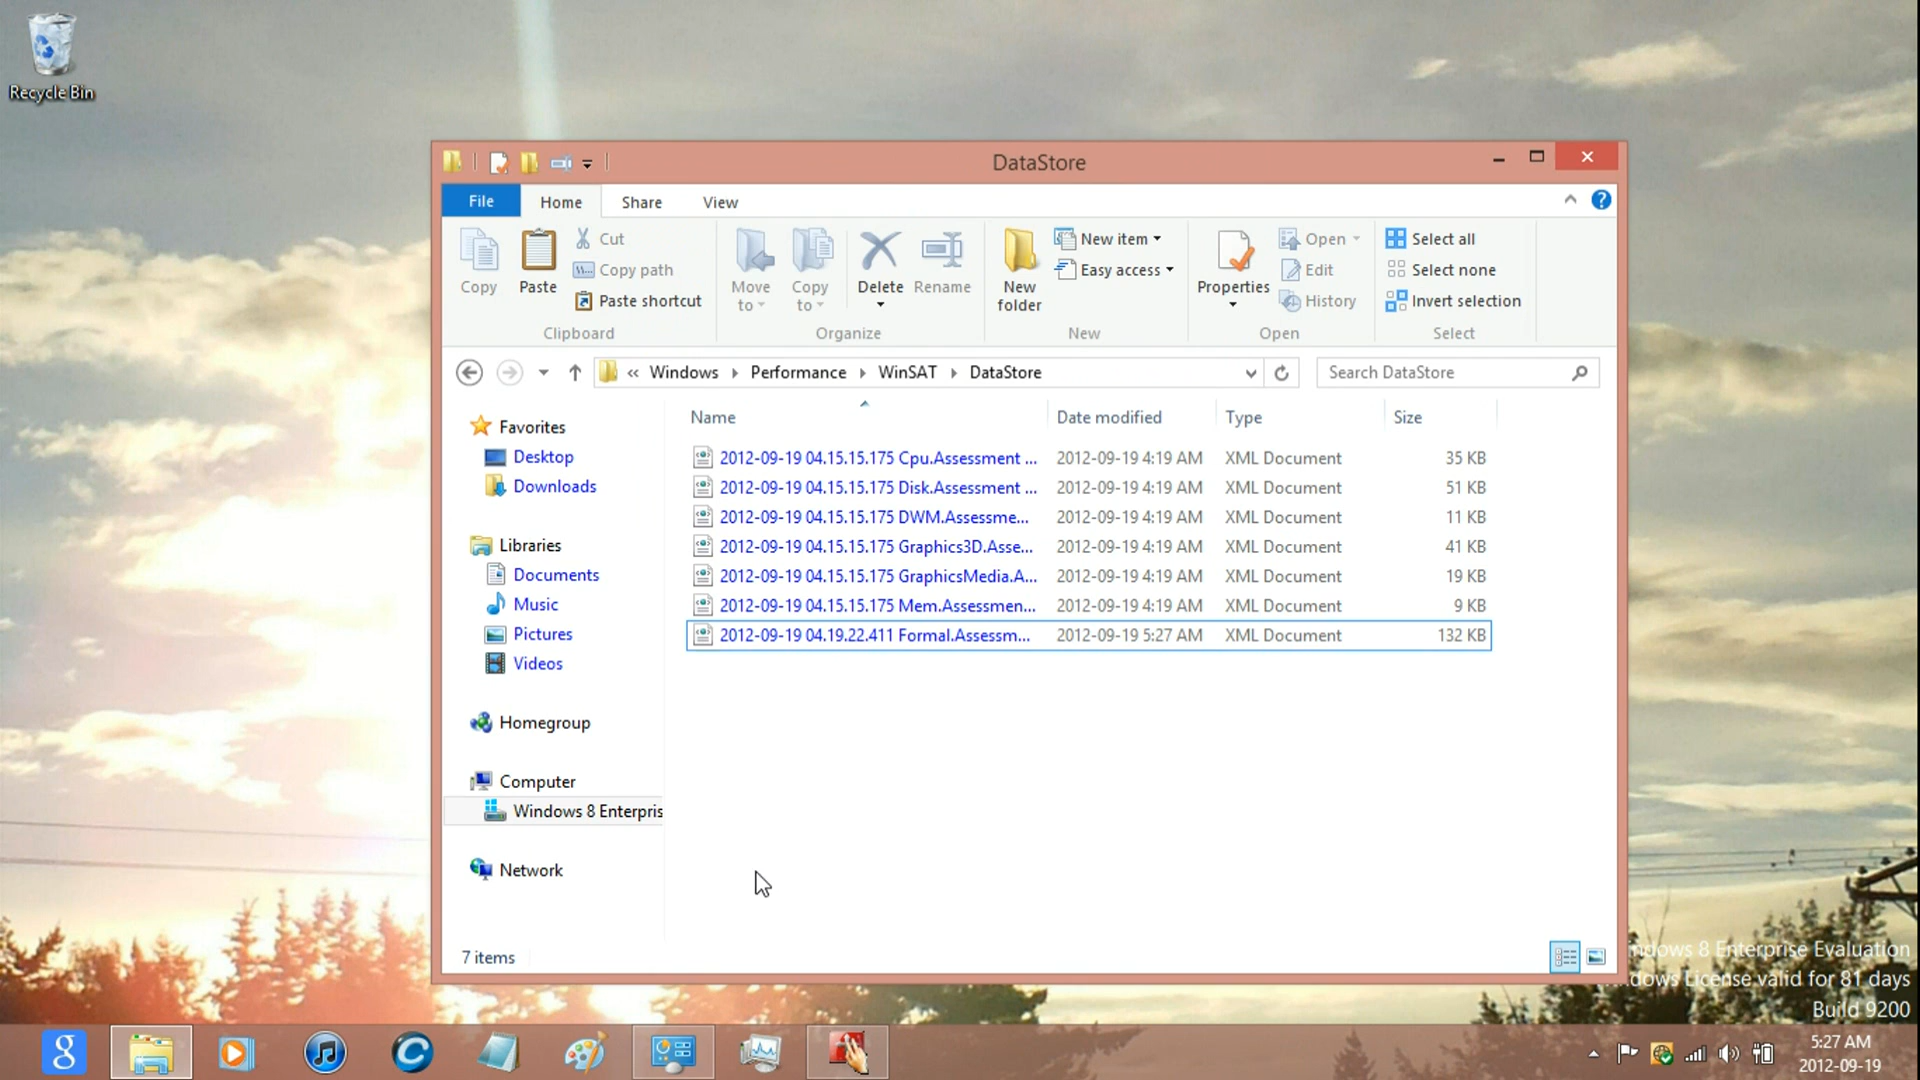 Recycle Bin
DataStore
File Home Share View
Copy
Paste
Cut
Copy path
Paste shortcut
Clipboard
Move to
Copy to
Delete
Rename
Organize
New folder
New item
Easy access
New
Properties
Open
Edit
History
Open
Select all
Select none
Invert selection
Select
« Windows Performance WinSAT DataStore
Search DataStore
Favorites
Desktop
Downloads
Libraries
Documents
Music
Pictures
Videos
Homegroup
Computer
Windows 8 Enterpris
Network
Name Date modified Type Size
2012-09-19 04.15.15.175 Cpu.Assessment ... 2012-09-19 4:19 AM XML Document 35 KB
2012-09-19 04.15.15.175 Disk.Assessment ... 2012-09-19 4:19 AM XML Document 51 KB
2012-09-19 04.15.15.175 DWM.Assessme... 2012-09-19 4:19 AM XML Document 11 KB
2012-09-19 04.15.15.175 Graphics3D.Asse... 2012-09-19 4:19 AM XML Document 41 KB
2012-09-19 04.15.15.175 GraphicsMedia.A... 2012-09-19 4:19 AM XML Document 19 KB
2012-09-19 04.15.15.175 Mem.Assessmen... 2012-09-19 4:19 AM XML Document 9 KB
2012-09-19 04.19.22.411 Formal.Assessm... 2012-09-19 5:27 AM XML Document 132 KB
7 items
ndows 8 Enterprise Evaluation
dows License valid for 81 days
Build 9200
g
5:27 AM
2012-09-19